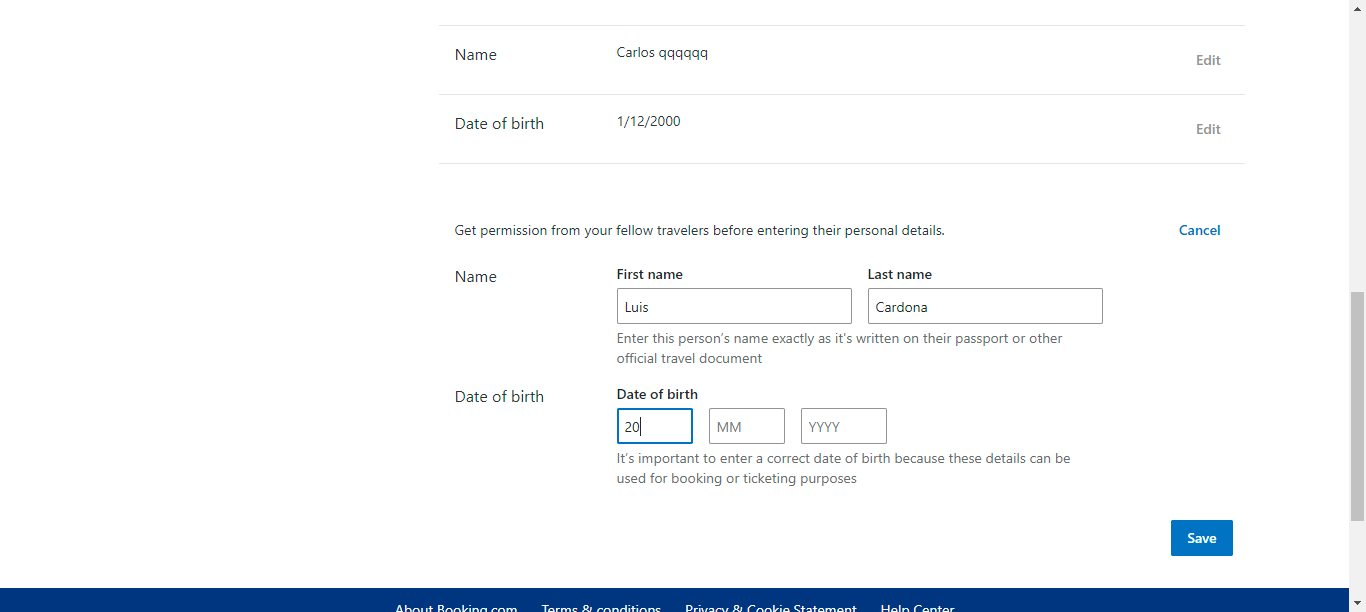 Name Carlos qqqqqq Edit
Date of birth 1/12/2000 Edit
Get permission from your fellow travelers before entering their personal details. Cancel
Name First name Last name
Luis Cardona
Enter this person's name exactly as it's written on their passport or other
official travel document
Date of birth Date of birth
20 MM YYYY
It's important to enter a correct date of birth because these details can be
used for booking or ticketing purposes
Save
About Booking.com Terms & conditions Privacy & Cookie Statement Help Center